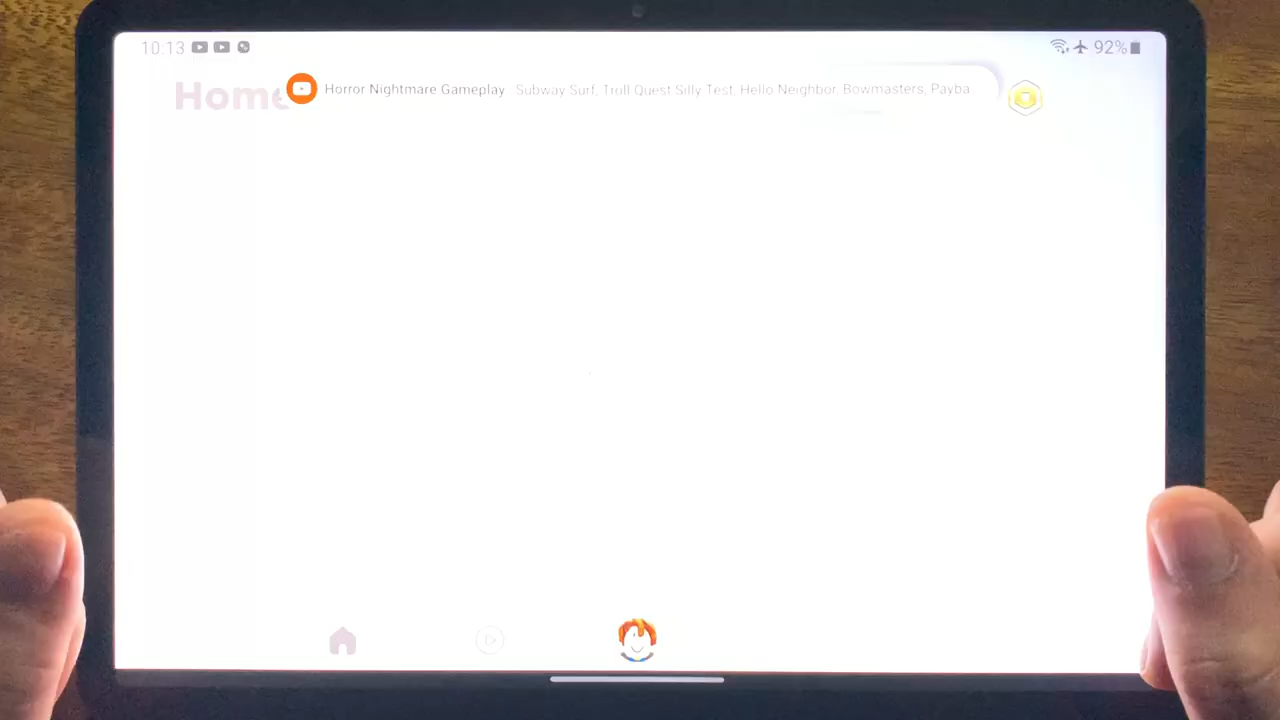 10:13 92%
Home
Horror Nightmare Gameplay · Subway Surf, Troll Quest Silly Test, Hello Neighbor, Bowmasters, Payba